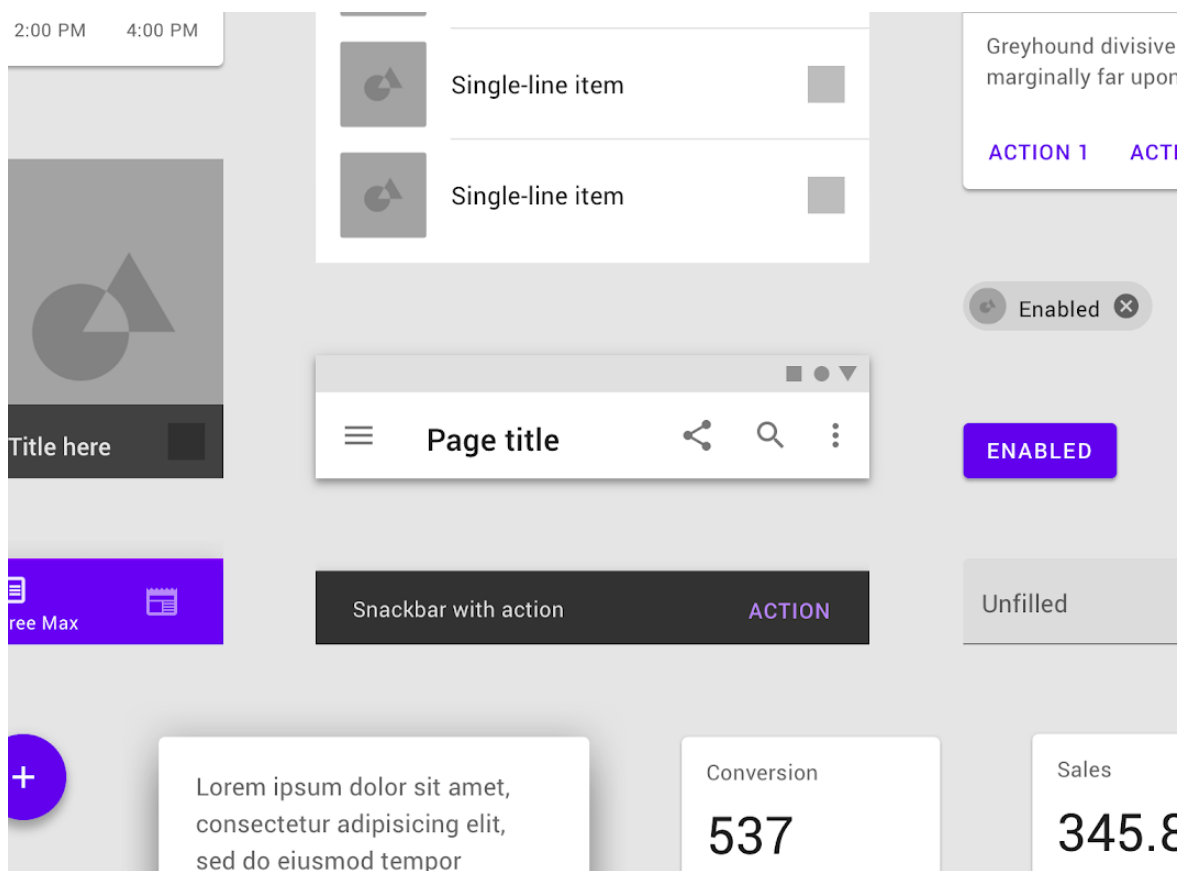 2:00 PM 4:00 PM
Single-line item
Single-line item
Greyhound divisive
marginally far upon
ACTION 1
Enabled
Title here
Page title
ENABLED
Max
Snackbar with action ACTION
Unfilled
Lorem ipsum dolor sit amet,
consectetur adipisicing elit,
sed do eiusmod tempor
Conversion
537
Sales